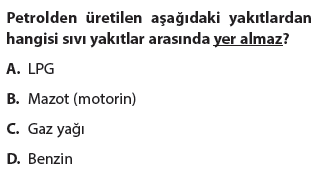 Petrolden üretilen aşağıdaki yakıtlardan
hangisi sıvı yakıtlar arasında yer almaz?
A. LPG
B. Mazot (motorin)
C. Gaz yağı
D. Benzin